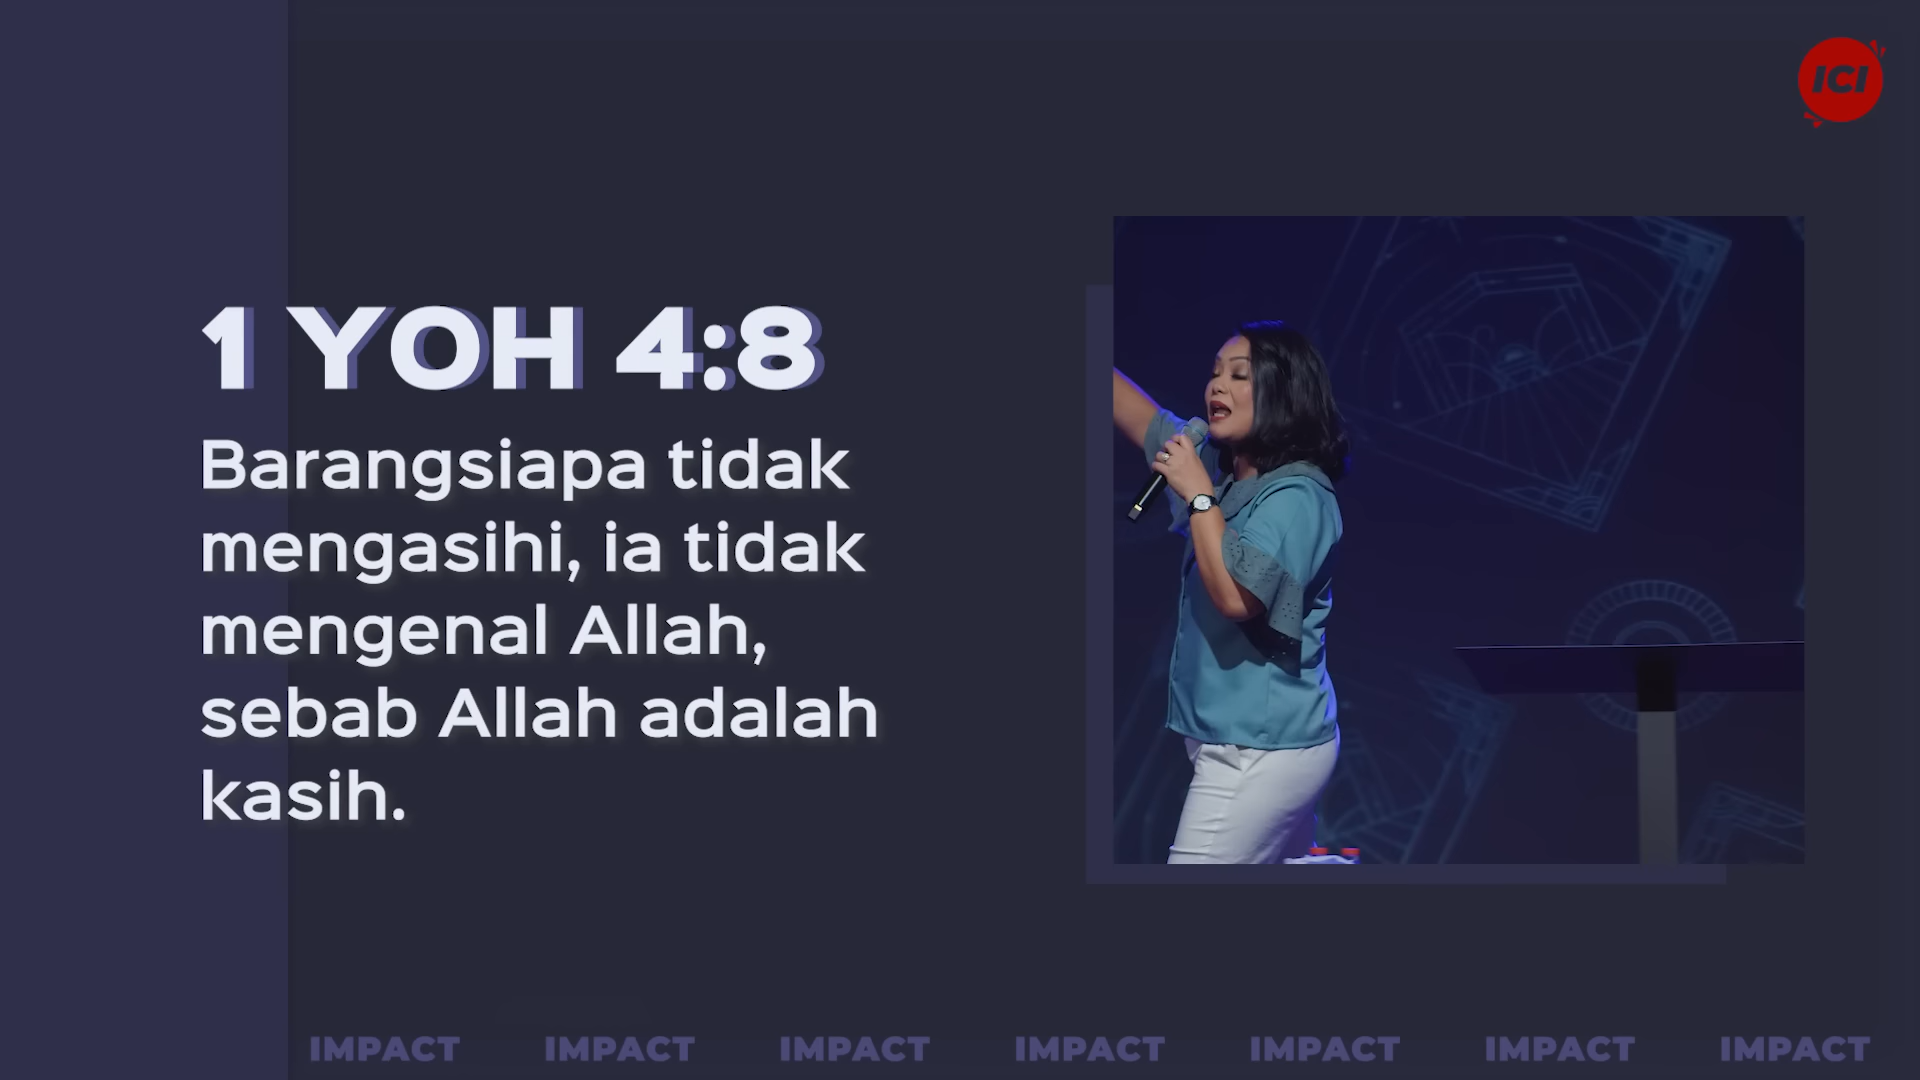 ICI
1 YOH 4:8
Barangsiapa tidak
mengasihi, ia tidak
mengenal Allah,
sebab Allah adalah
kasih.
IMPACT IMPACT IMPACT IMPACT IMPACT IMPACT IMPACT